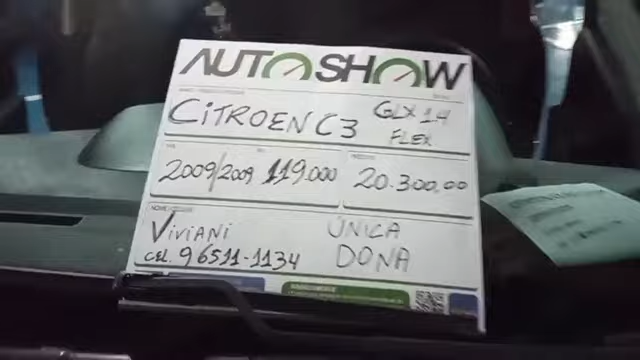 AUTOSHOW
CITROEN C3 GLX 1.4
FLEX
2009/2009 119.000 20.300,00
VIVIANI ÚNICA
CEL. 96511-1134 DONA